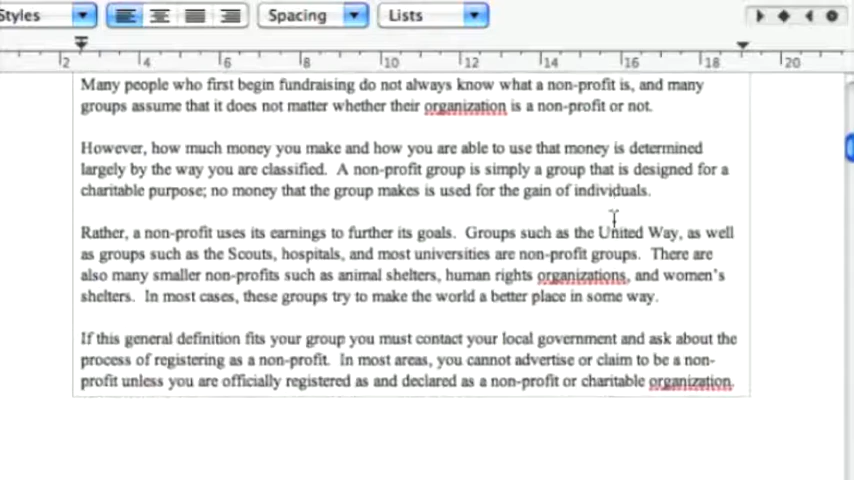 Styles Spacing Lists
2 4 6 8 10 12 14 16 18 20
Many people who first begin fundraising do not always know what a non-profit is, and many
groups assume that it does not matter whether their organization is a non-profit or not.
However, how much money you make and how you are able to use that money is determined
largely by the way you are classified. A non-profit group is simply a group that is designed for a
charitable purpose; no money that the group makes is used for the gain of individuals.
Rather, a non-profit uses its earnings to further its goals. Groups such as the United Way, as well
as groups such as the Scouts, hospitals, and most universities are non-profit groups. There are
also many smaller non-profits such as animal shelters, human rights organizations, and women's
shelters. In most cases, these groups try to make the world a better place in some way.
If this general definition fits your group you must contact your local government and ask about the
process of registering as a non-profit. In most areas, you cannot advertise or claim to be a non-
profit unless you are officially registered as and declared as a non-profit or charitable organization.